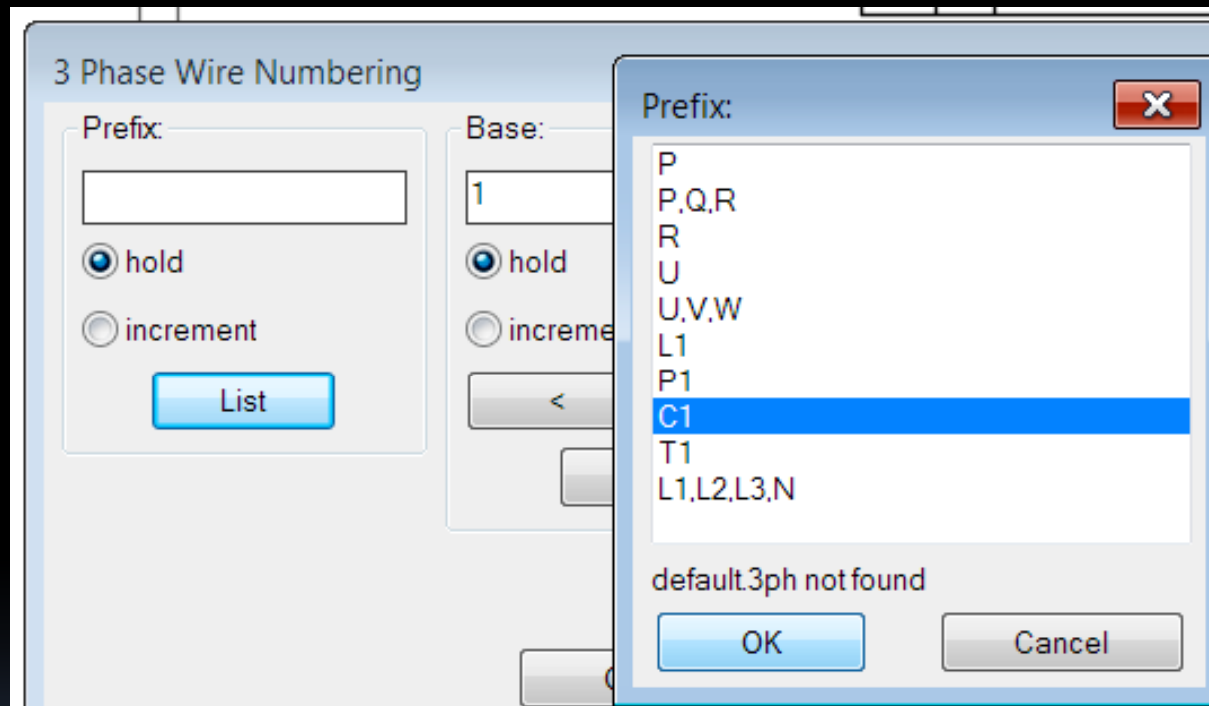 3 Phase Wire Numbering
Prefix:
hold
increment
List
Base:
1
hold
<
Prefix:
P
P,Q,R
R
U
U,V,W
L1
P1
C1
T1
L1,L2,L3,N
default.3ph not found
OK
Cancel